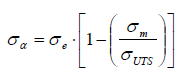 σ_α = σ_e · [1 − (σ_m / σ_UTS)]